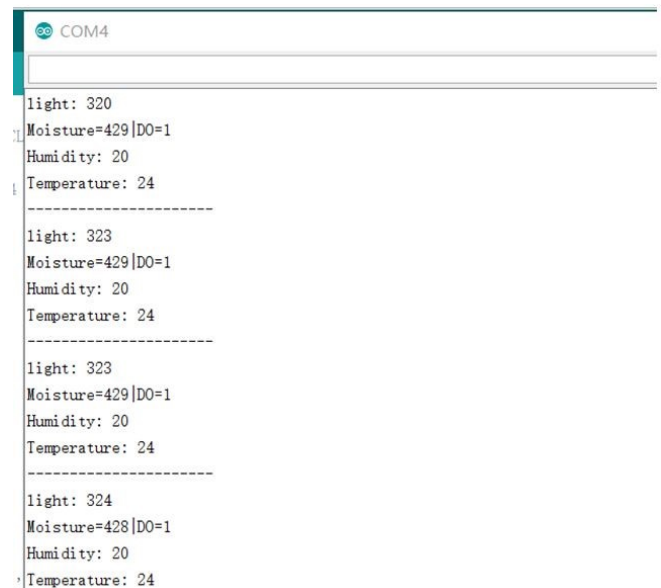 COM4
light: 320
Moisture=429|DO=1
Humidity: 20
Temperature: 24
----------------------
light: 323
Moisture=429|DO=1
Humidity: 20
Temperature: 24
----------------------
light: 323
Moisture=429|DO=1
Humidity: 20
Temperature: 24
----------------------
light: 324
Moisture=428|DO=1
Humidity: 20
Temperature: 24